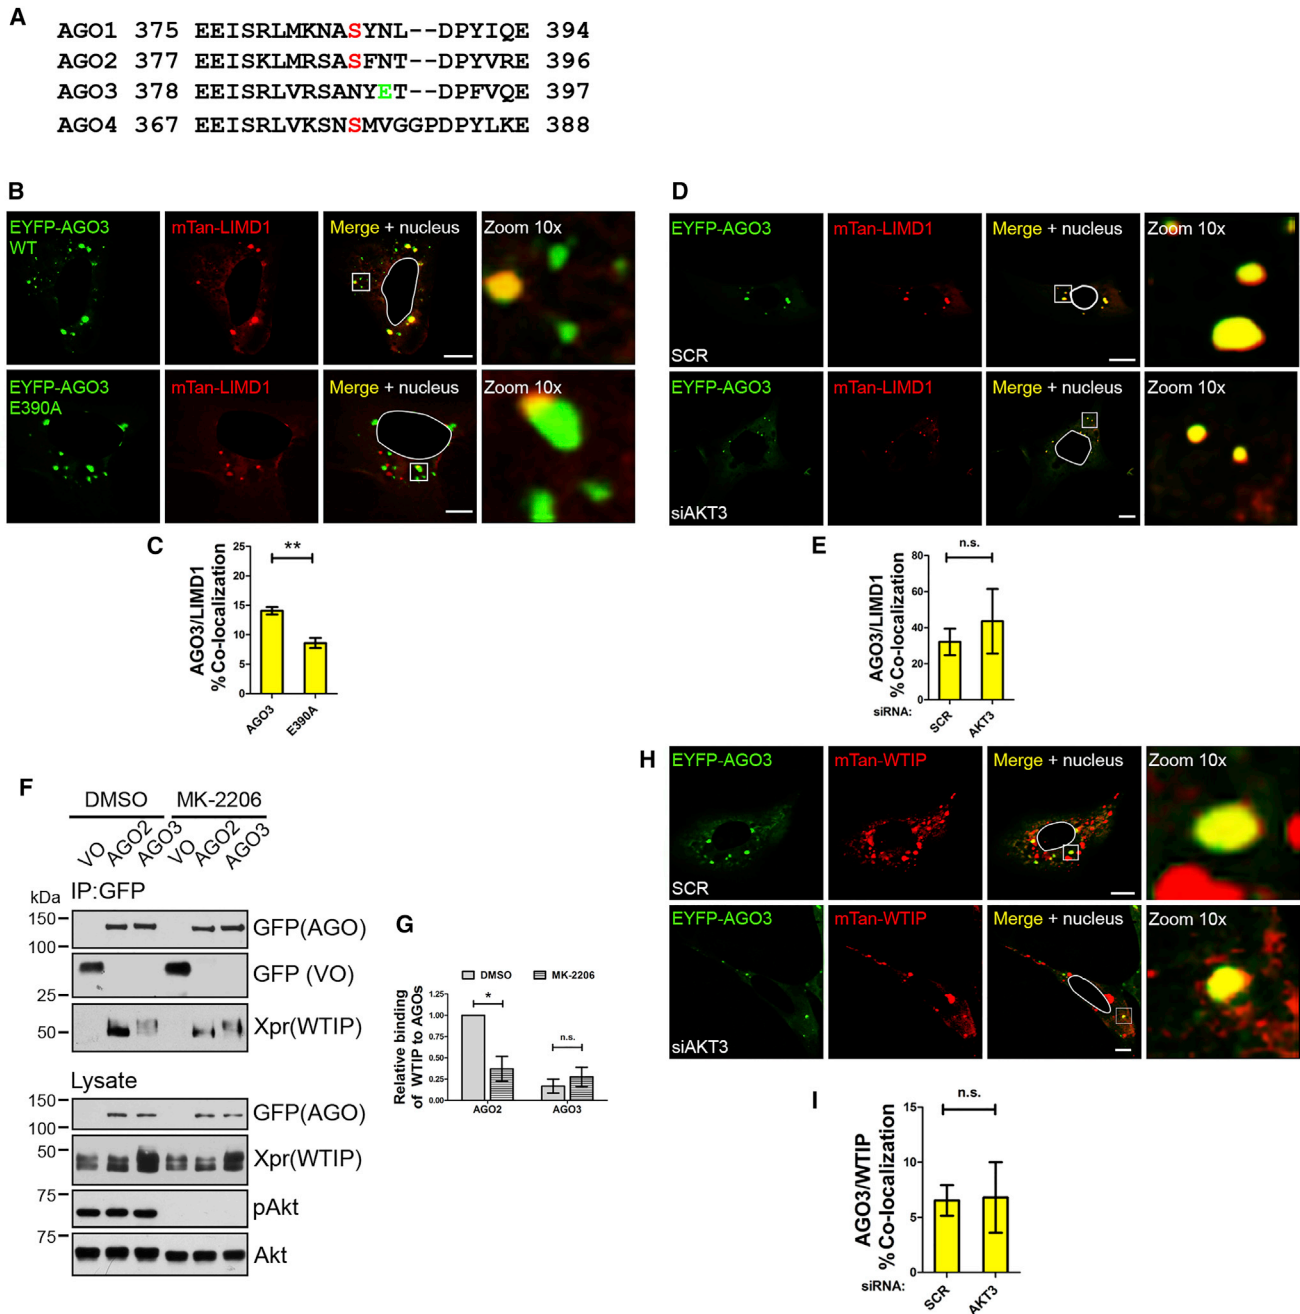 A
AGO1 375 EEISRLMKNASYNL--DPYIQE 394
AGO2 377 EEISKLMRSASFNT--DPYVRE 396
AGO3 378 EEISRLVRSANYET--DPFVQE 397
AGO4 367 EEISRLVKSNSMVGGPDPYLKE 388
B
EYFP-AGO3
WT
mTan-LIMD1
Merge + nucleus
Zoom 10x
EYFP-AGO3
E390A
mTan-LIMD1
Merge + nucleus
Zoom 10x
C
AGO3/LIMD1
% Co-localization
25
20
15
10
5
0
**
AGO3
E390A
D
EYFP-AGO3
mTan-LIMD1
Merge + nucleus
Zoom 10x
SCR
EYFP-AGO3
mTan-LIMD1
Merge + nucleus
Zoom 10x
siAKT3
E
AGO3/LIMD1
% Co-localization
80
60
40
20
0
n.s.
siRNA:
SCR
AKT3
F
DMSO
MK-2206
VO
AGO2
AGO3
VO
AGO2
AGO3
kDa
IP:GFP
150
100
GFP(AGO)
25
GFP (VO)
50
Xpr(WTIP)
Lysate
150
100
GFP(AGO)
50
Xpr(WTIP)
75
pAkt
75
Akt
G
DMSO
MK-2206
Relative binding
of WTIP to AGOs
1.25
1.00
0.75
0.50
0.25
0.00
*
n.s.
AGO2
AGO3
H
EYFP-AGO3
mTan-WTIP
Merge + nucleus
Zoom 10x
SCR
EYFP-AGO3
mTan-WTIP
Merge + nucleus
Zoom 10x
siAKT3
I
AGO3/WTIP
% Co-localization
15
10
5
0
n.s.
siRNA:
SCR
AKT3